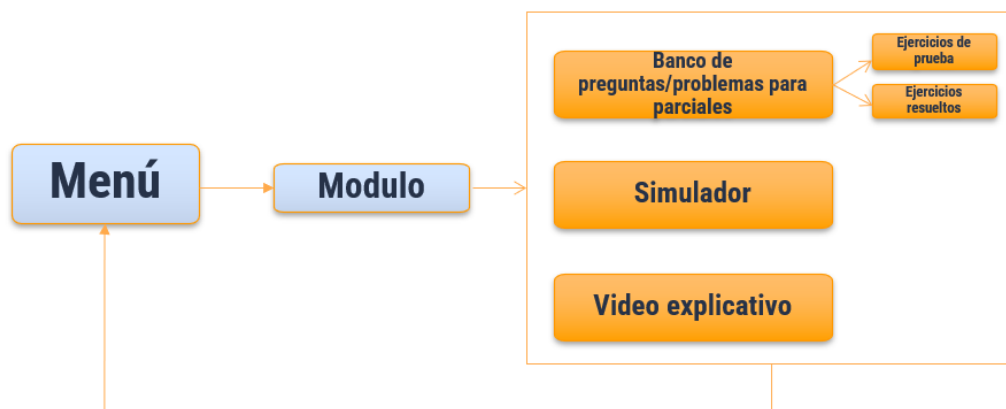 Menú
Modulo
Banco de
preguntas/problemas para
parciales
Ejercicios de
prueba
Ejercicios
resueltos
Simulador
Video explicativo